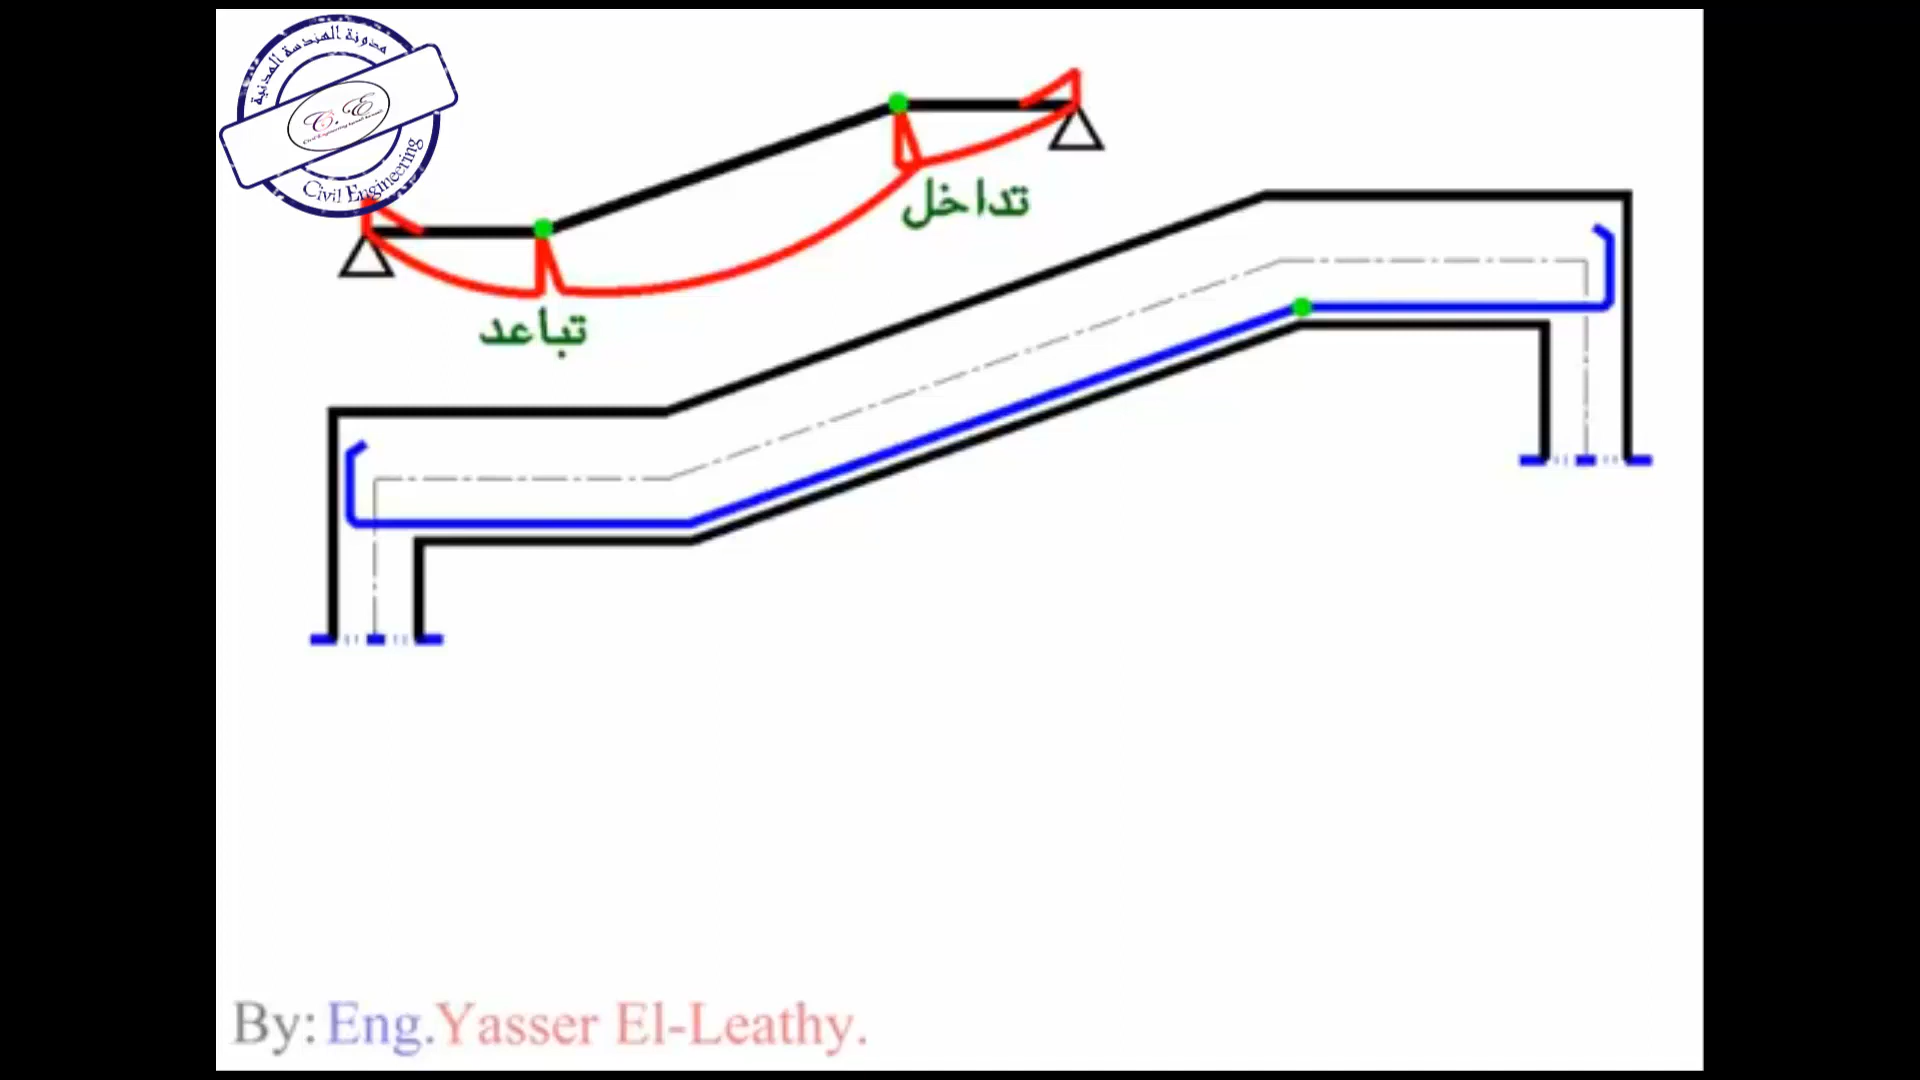 مدونة الهندسة المدنية
C.E
Civil Engineering
تداخل
تباعد
By: Eng.Yasser El-Leathy.